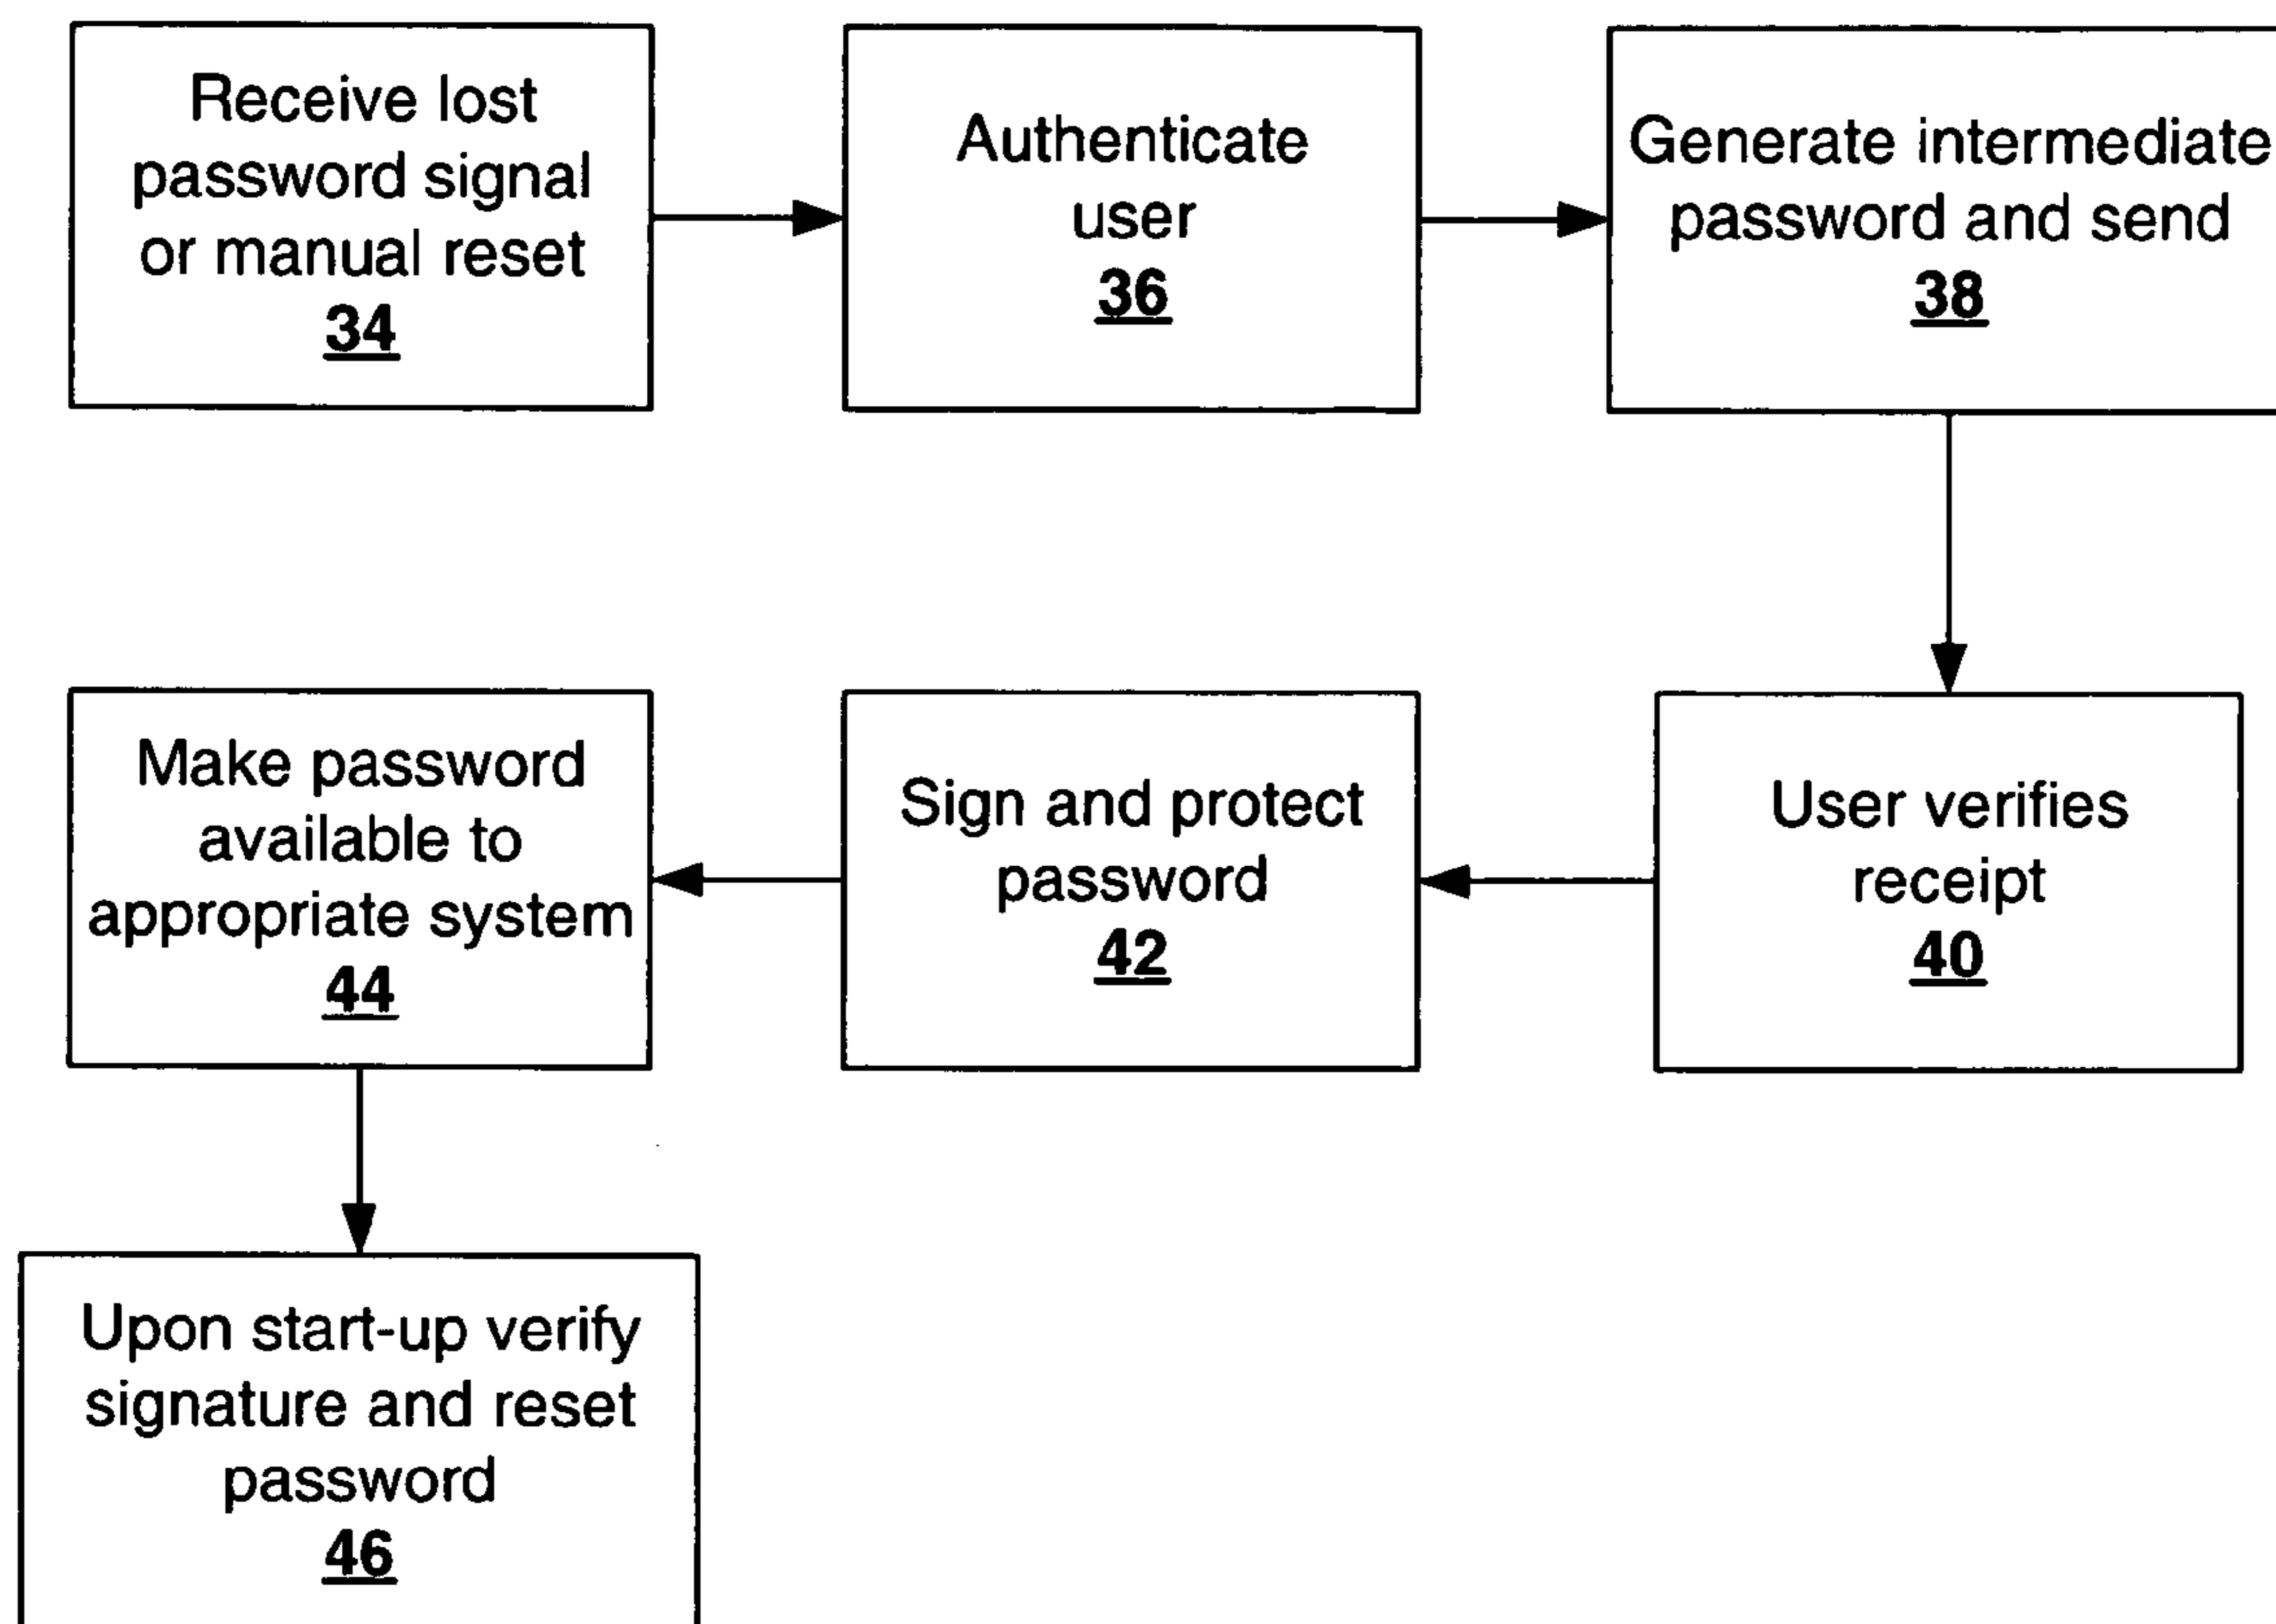 Receive lost
password signal
or manual reset
34
Authenticate
user
36
Generate intermediate
password and send
38
User verifies
receipt
40
Sign and protect
password
42
Make password
available to
appropriate system
44
Upon start-up verify
signature and reset
password
46